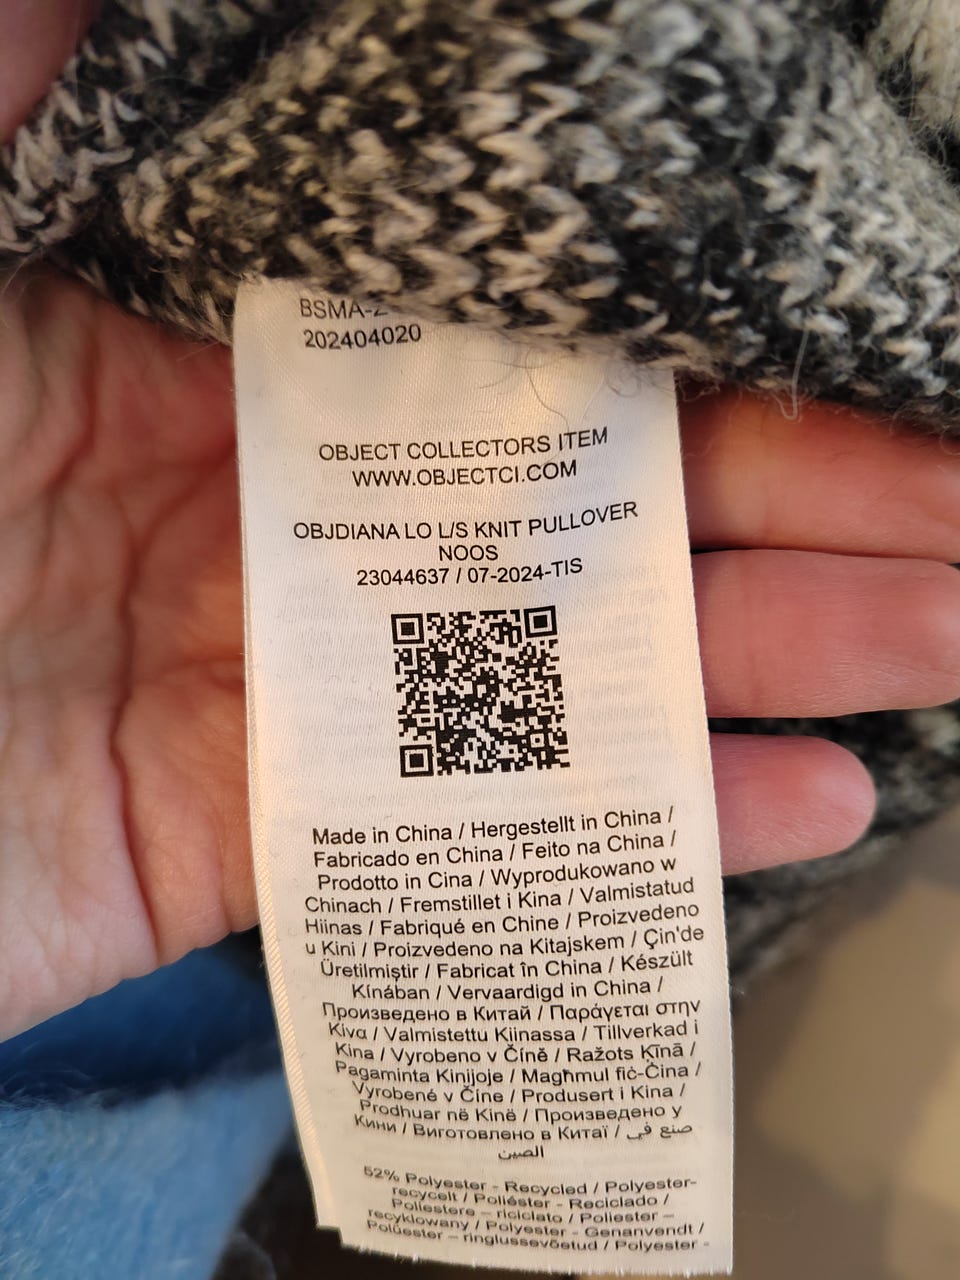 BSMA-2
202404020
OBJECT COLLECTORS ITEM
WWW.OBJECTCI.COM
OBJDIANA LO L/S KNIT PULLOVER
NOOS
23044637 / 07-2024-TIS
Made in China / Hergestellt in China /
Fabricado en China / Feito na China /
Prodotto in Cina / Wyprodukowano w
Chinach / Fremstillet i Kina / Valmistatud
Hiinas / Fabriqué en Chine / Proizvedeno
u Kini / Proizvedeno na Kitajskem / Çin'de
Üretilmiştir / Fabricat în China / Készült
Kínában / Vervaardigd in China /
Произведено в Китай / Παράγεται στην
Κίνα / Valmistettu Kiinassa / Tillverkad i
Kina / Vyrobeno v Číně / Ražots Ķīnā /
Pagaminta Kinijoje / Magħmul fiċ-Ċina /
Vyrobené v Číne / Produsert i Kina /
Prodhuar në Kinë / Произведено у
Кини / Виготовлено в Китаї / صنع في
الصين
52% Polyester - Recycled / Polyester-
recycelt / Poliéster - Reciclado /
Poliestere – riciclato / Poliester –
recyklowany / Polyester - Genanvendt /
Polüester – ringlussevõetud / Polyester -